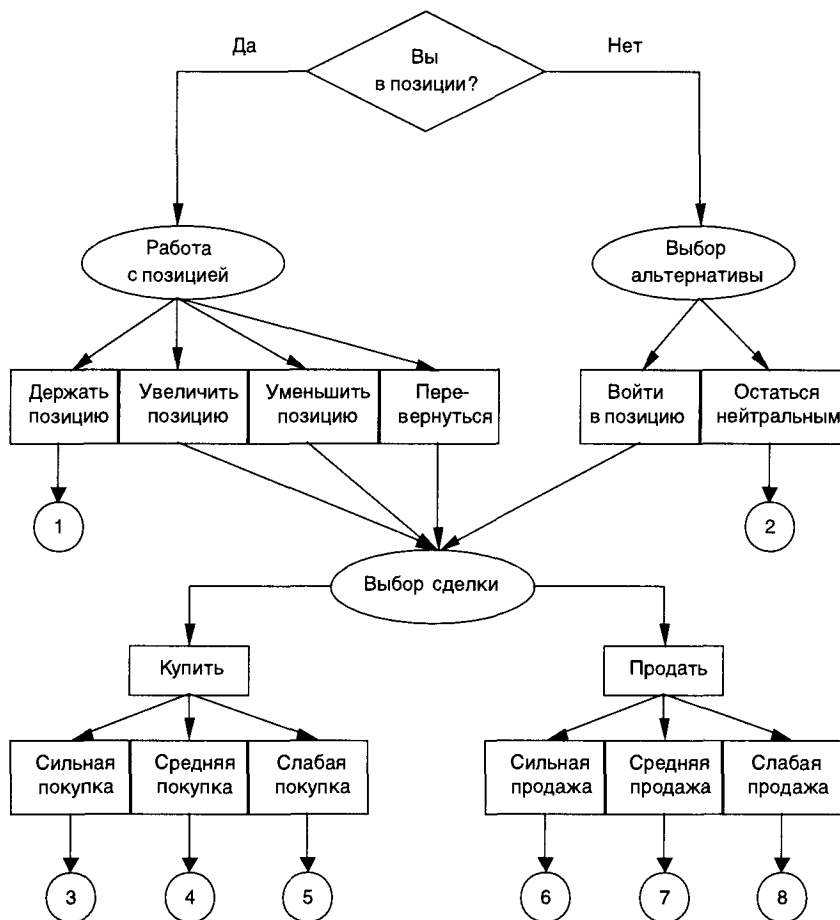 Да
Вы
в позиции?
Нет
Работа
с позицией
Выбор
альтернативы
Держать
позицию
Увеличить
позицию
Уменьшить
позицию
Пере-
вернуться
Войти
в позицию
Остаться
нейтральным
1
2
Выбор сделки
Купить
Продать
Сильная
покупка
Средняя
покупка
Слабая
покупка
Сильная
продажа
Средняя
продажа
Слабая
продажа
3
4
5
6
7
8